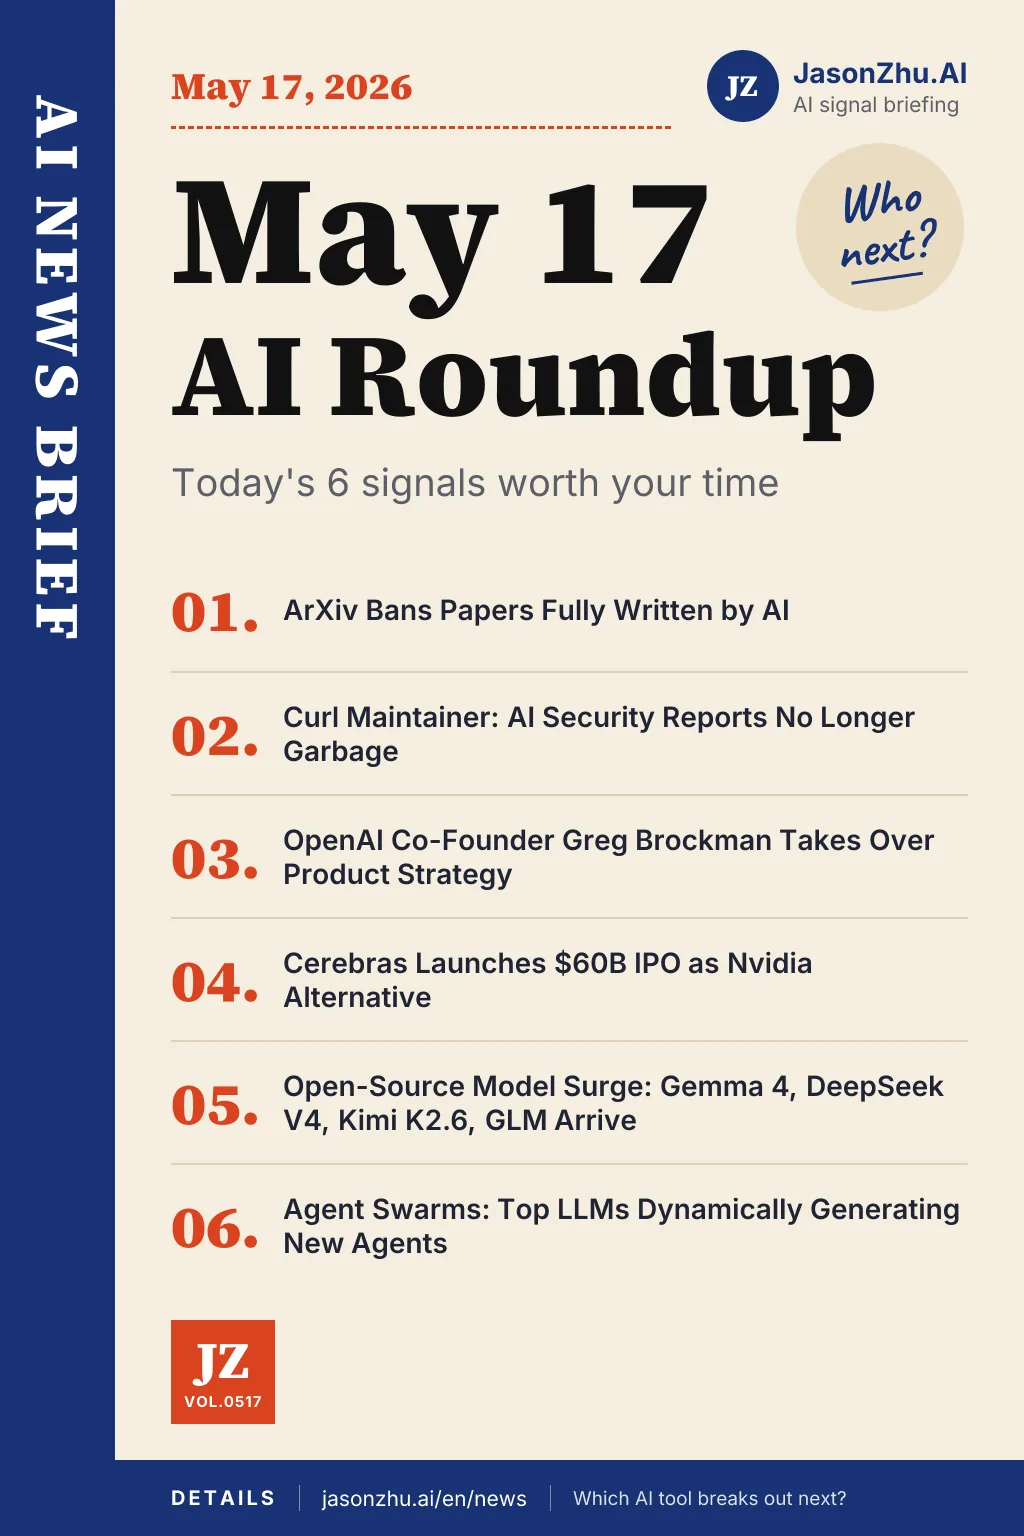 AI NEWS BRIEF
May 17, 2026
JZ
JasonZhu.AI
AI signal briefing
May 17
AI Roundup
Who
next?
Today's 6 signals worth your time
01. ArXiv Bans Papers Fully Written by AI
02. Curl Maintainer: AI Security Reports No Longer
Garbage
03. OpenAI Co-Founder Greg Brockman Takes Over
Product Strategy
04. Cerebras Launches $60B IPO as Nvidia
Alternative
05. Open-Source Model Surge: Gemma 4, DeepSeek
V4, Kimi K2.6, GLM Arrive
06. Agent Swarms: Top LLMs Dynamically Generating
New Agents
JZ
VOL.0517
DETAILS jasonzhu.ai/en/news Which AI tool breaks out next?